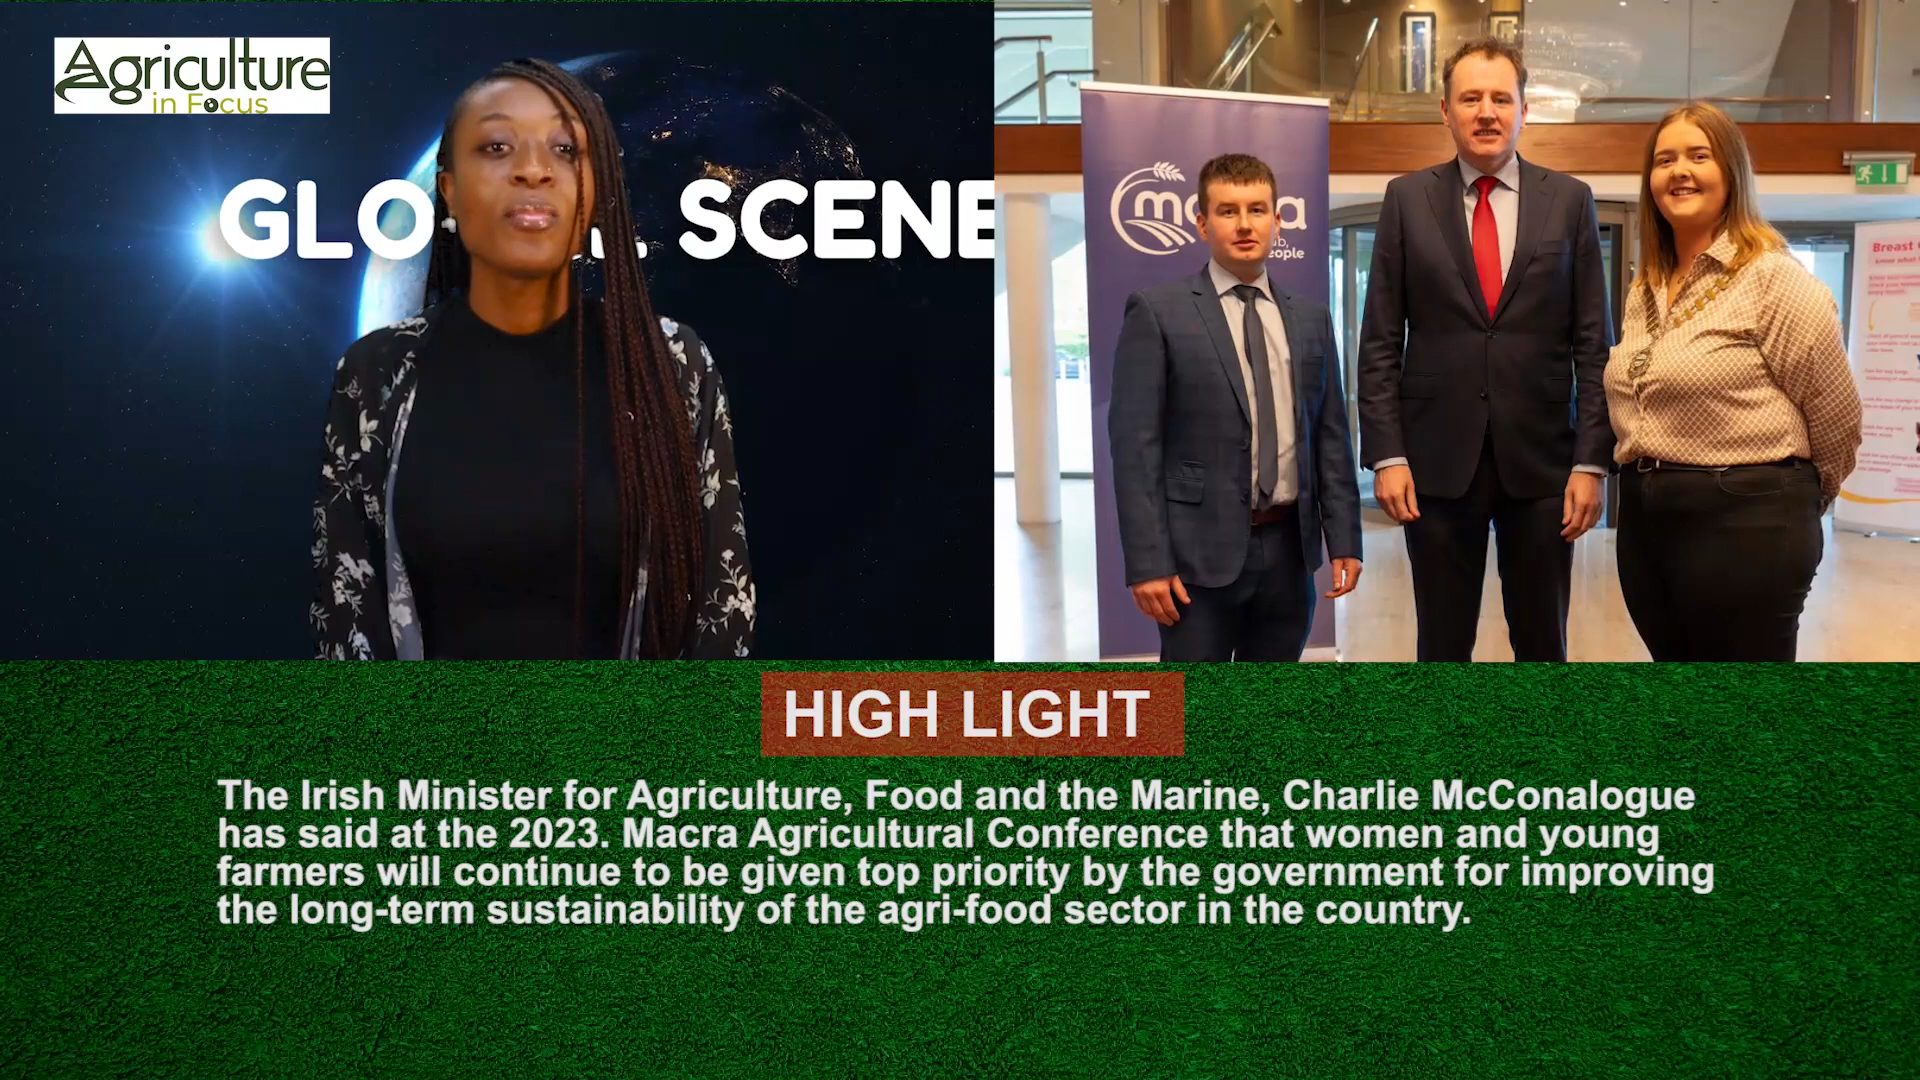 Agriculture
in Focus
GLO SCENE
Breast
HIGH LIGHT
The Irish Minister for Agriculture, Food and the Marine, Charlie McConalogue
has said at the 2023. Macra Agricultural Conference that women and young
farmers will continue to be given top priority by the government for improving
the long-term sustainability of the agri-food sector in the country.